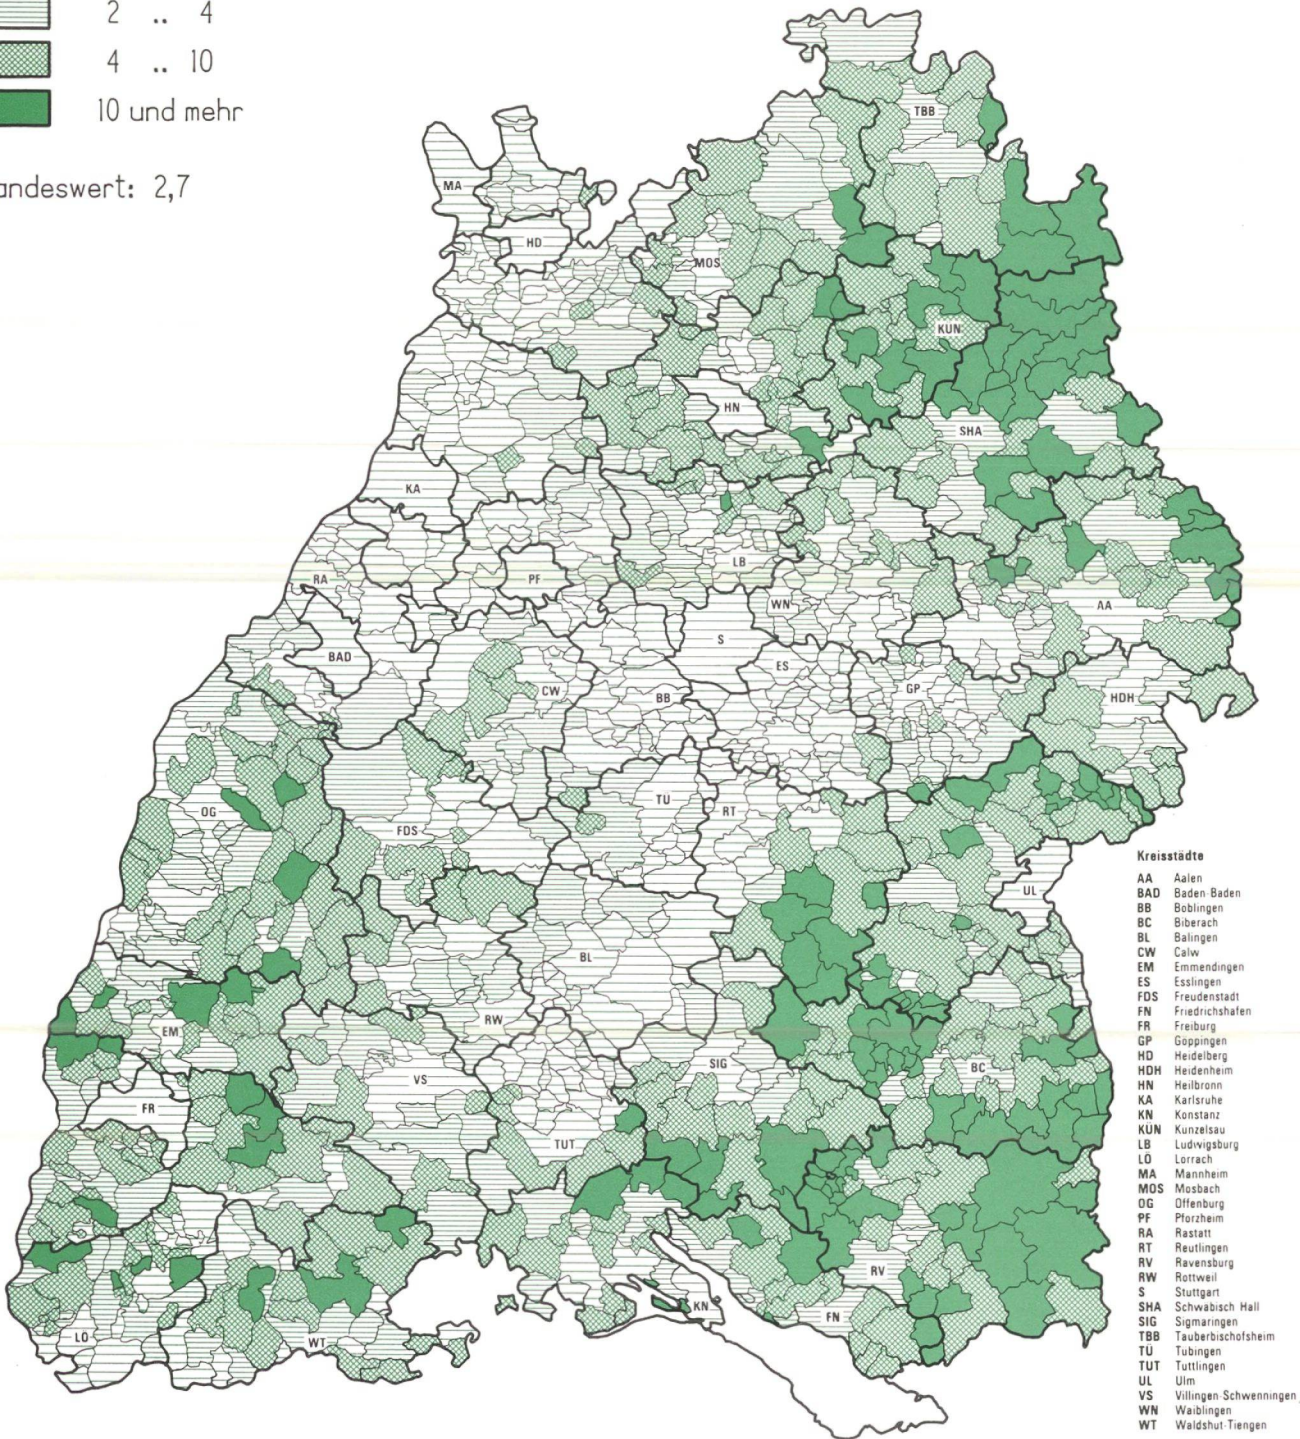 2 .. 4
4 .. 10
10 und mehr
andeswert: 2,7
TBB
MA
HD
MOS
KÜN
HN
SHA
KA
LB
PF
RA
WN
AA
S
BAD
ES
CW
BB
GP
HDH
TÜ
RT
OG
FDS
UL
BL
RW
EM
SIG
BC
VS
FR
TUT
RV
KN
FN
LÖ
WT
Kreisstädte
AA Aalen
BAD Baden-Baden
BB Böblingen
BC Biberach
BL Balingen
CW Calw
EM Emmendingen
ES Esslingen
FDS Freudenstadt
FN Friedrichshafen
FR Freiburg
GP Göppingen
HD Heidelberg
HDH Heidenheim
HN Heilbronn
KA Karlsruhe
KN Konstanz
KÜN Künzelsau
LB Ludwigsburg
LÖ Lörrach
MA Mannheim
MOS Mosbach
OG Offenburg
PF Pforzheim
RA Rastatt
RT Reutlingen
RV Ravensburg
RW Rottweil
S Stuttgart
SHA Schwäbisch Hall
SIG Sigmaringen
TBB Tauberbischofsheim
TÜ Tübingen
TUT Tuttlingen
UL Ulm
VS Villingen-Schwenningen
WN Waiblingen
WT Waldshut-Tiengen